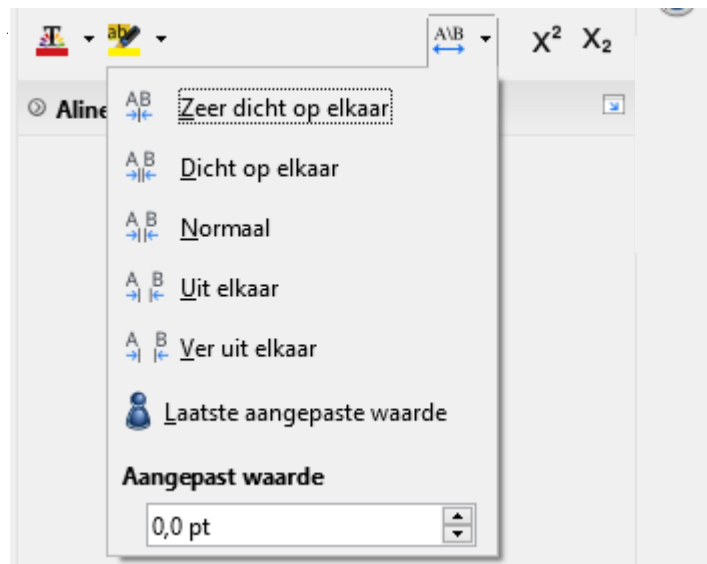 X² X₂
Aline
Zeer dicht op elkaar
Dicht op elkaar
Normaal
Uit elkaar
Ver uit elkaar
Laatste aangepaste waarde
Aangepast waarde
0,0 pt